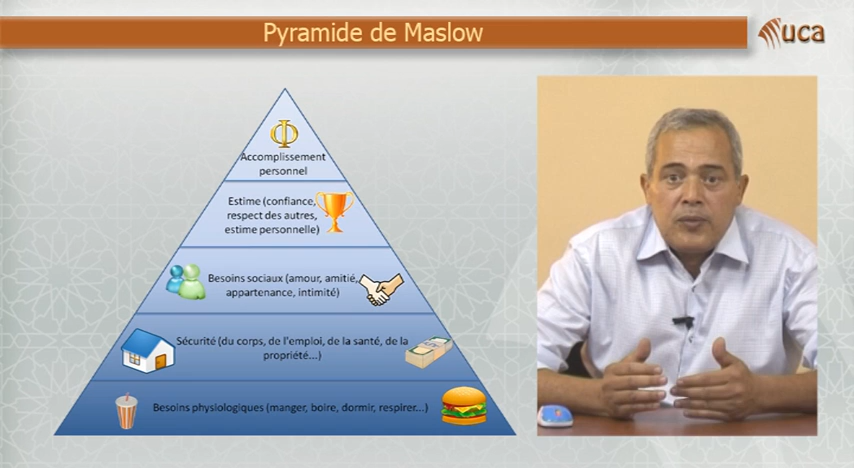 Pyramide de Maslow
uca
Accomplissement
personnel
Estime (confiance,
respect des autres,
estime personnelle)
Besoins sociaux (amour, amitié,
appartenance, intimité)
Sécurité (du corps, de l'emploi, de la santé, de la
propriété...)
Besoins physiologiques (manger, boire, dormir, respirer...)